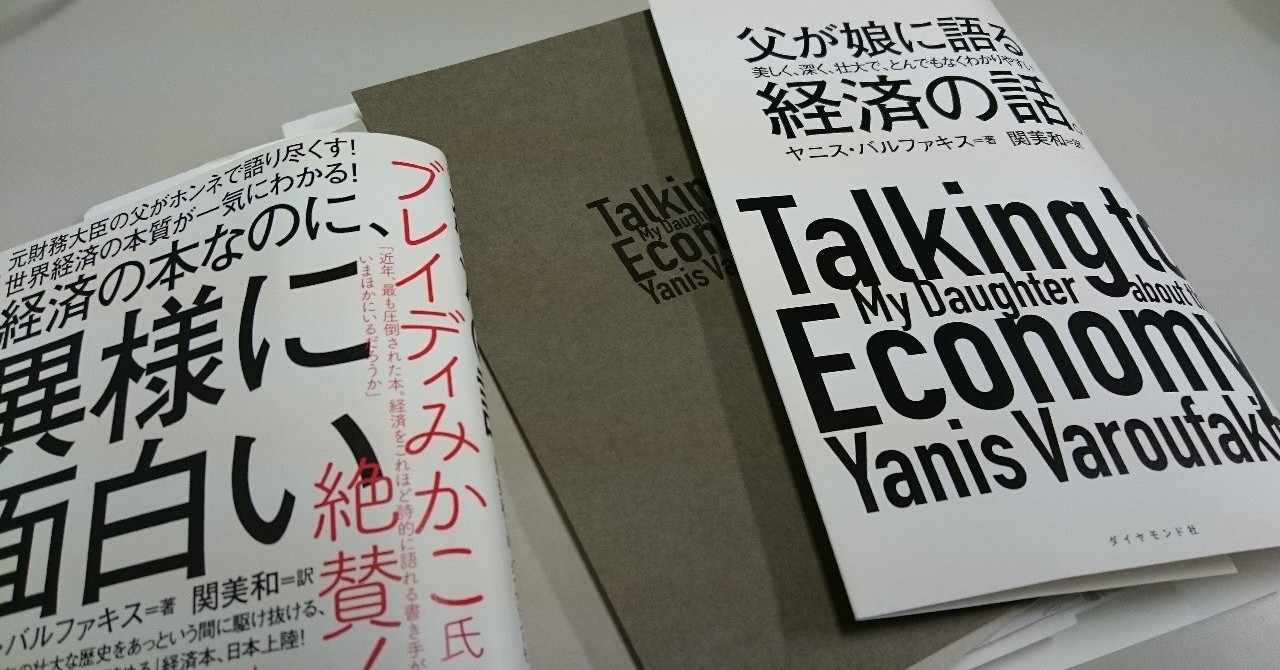 元財務大臣の父がホンネで語り尽くす!
世界経済の本質が一気にわかる!
経済の本なのに、
異様に
面白い
ブレイディみかこ氏
絶賛!
「近年、最も圧倒された本。経済をこれほど詩的に語れる書き手が
いまほかにいるだろうか」
・バルファキス=著 関美和=訳
の壮大な歴史をあっという間に駆け抜ける、
「経済本、日本上陸!
Talkin
My Daughter
Econo
Yanis Va
父が娘に語る
美しく、深く、壮大で、とんでもなくわかりやすい
経済の話。
ヤニス・バルファキス=著 関美和=訳
Talking to
My Daughter about th
Economy
Yanis Varoufaki
ダイヤモンド社